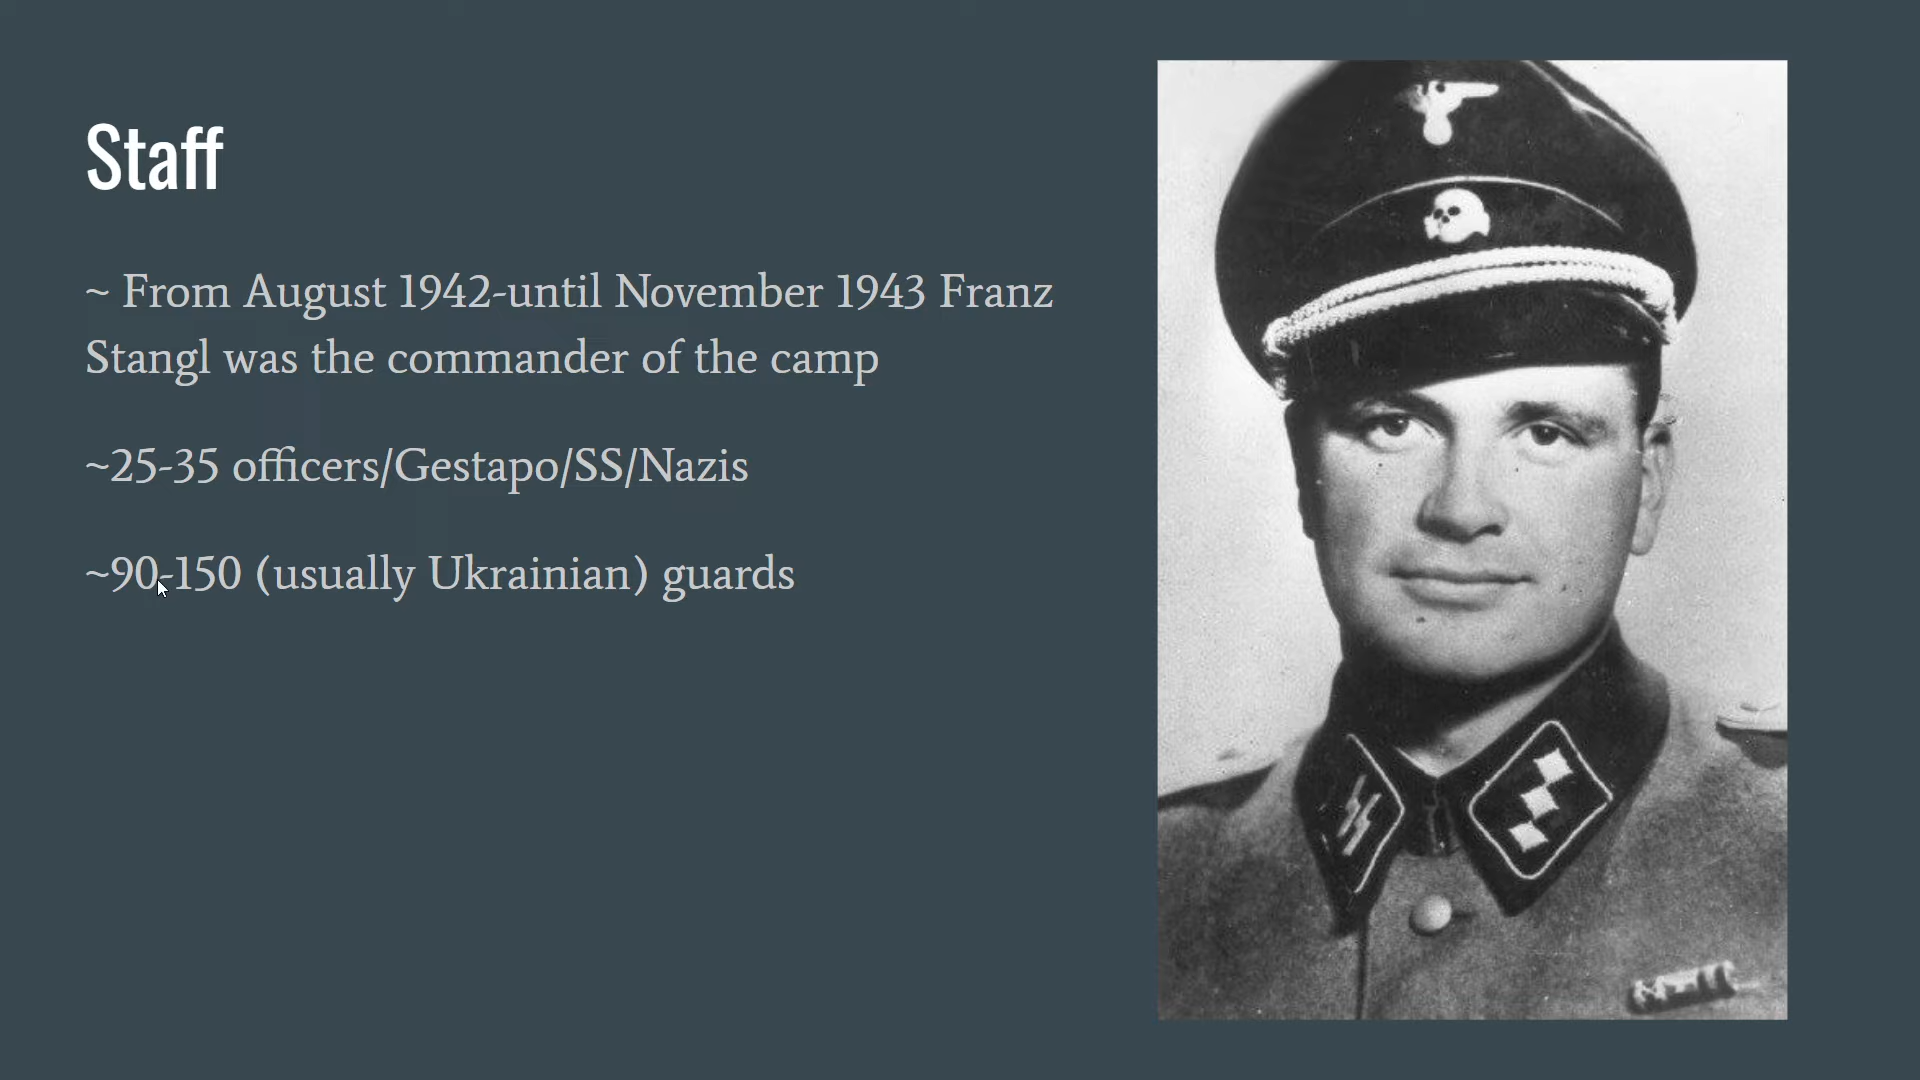 Staff
~ From August 1942-until November 1943 Franz
Stangl was the commander of the camp
~25-35 officers/Gestapo/SS/Nazis
~90-150 (usually Ukrainian) guards